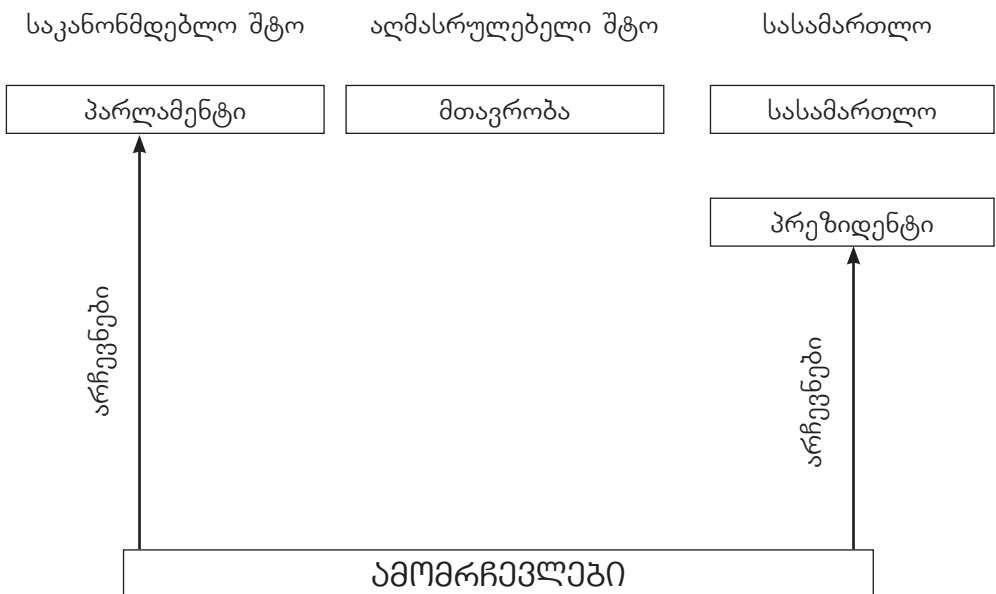 საკანონმდებლო შტო
აღმასრულებელი შტო
სასამართლო
პარლამენტი
მთავრობა
სასამართლო
პრეზიდენტი
არჩევნები
არჩევნები
ამომრჩევლები